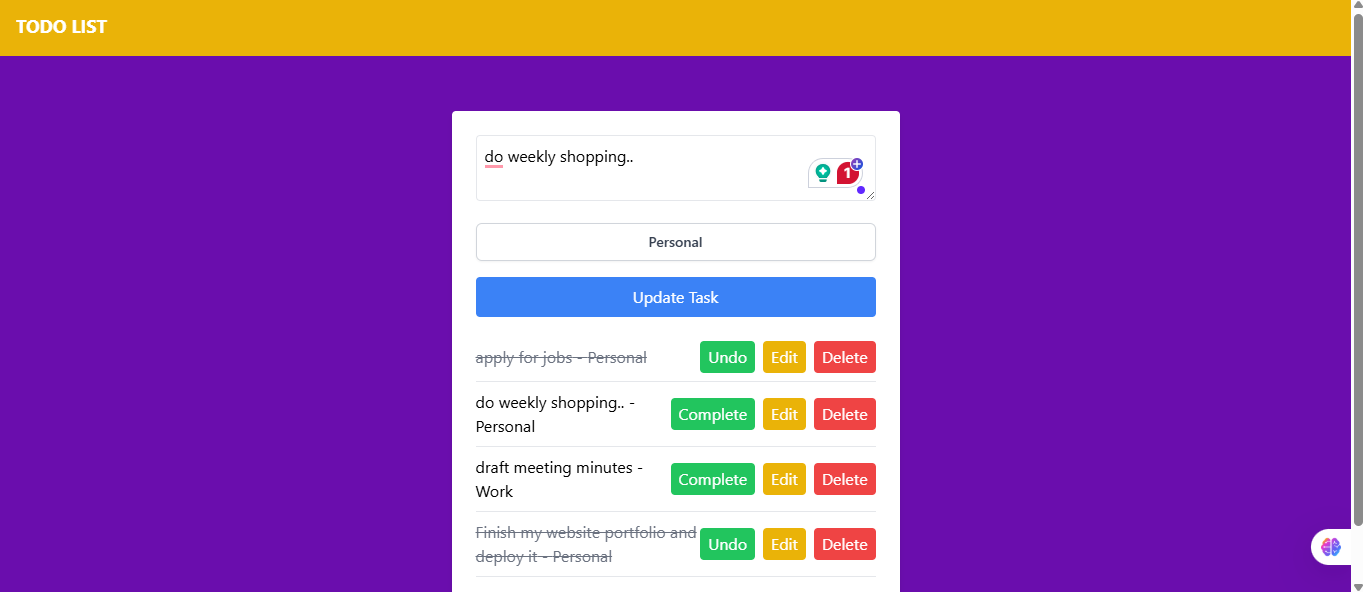 TODO LIST
do weekly shopping..
1
Personal
Update Task
apply for jobs - Personal
Undo
Edit
Delete
do weekly shopping.. -
Personal
Complete
Edit
Delete
draft meeting minutes -
Work
Complete
Edit
Delete
Finish my website portfolio and
deploy it - Personal
Undo
Edit
Delete